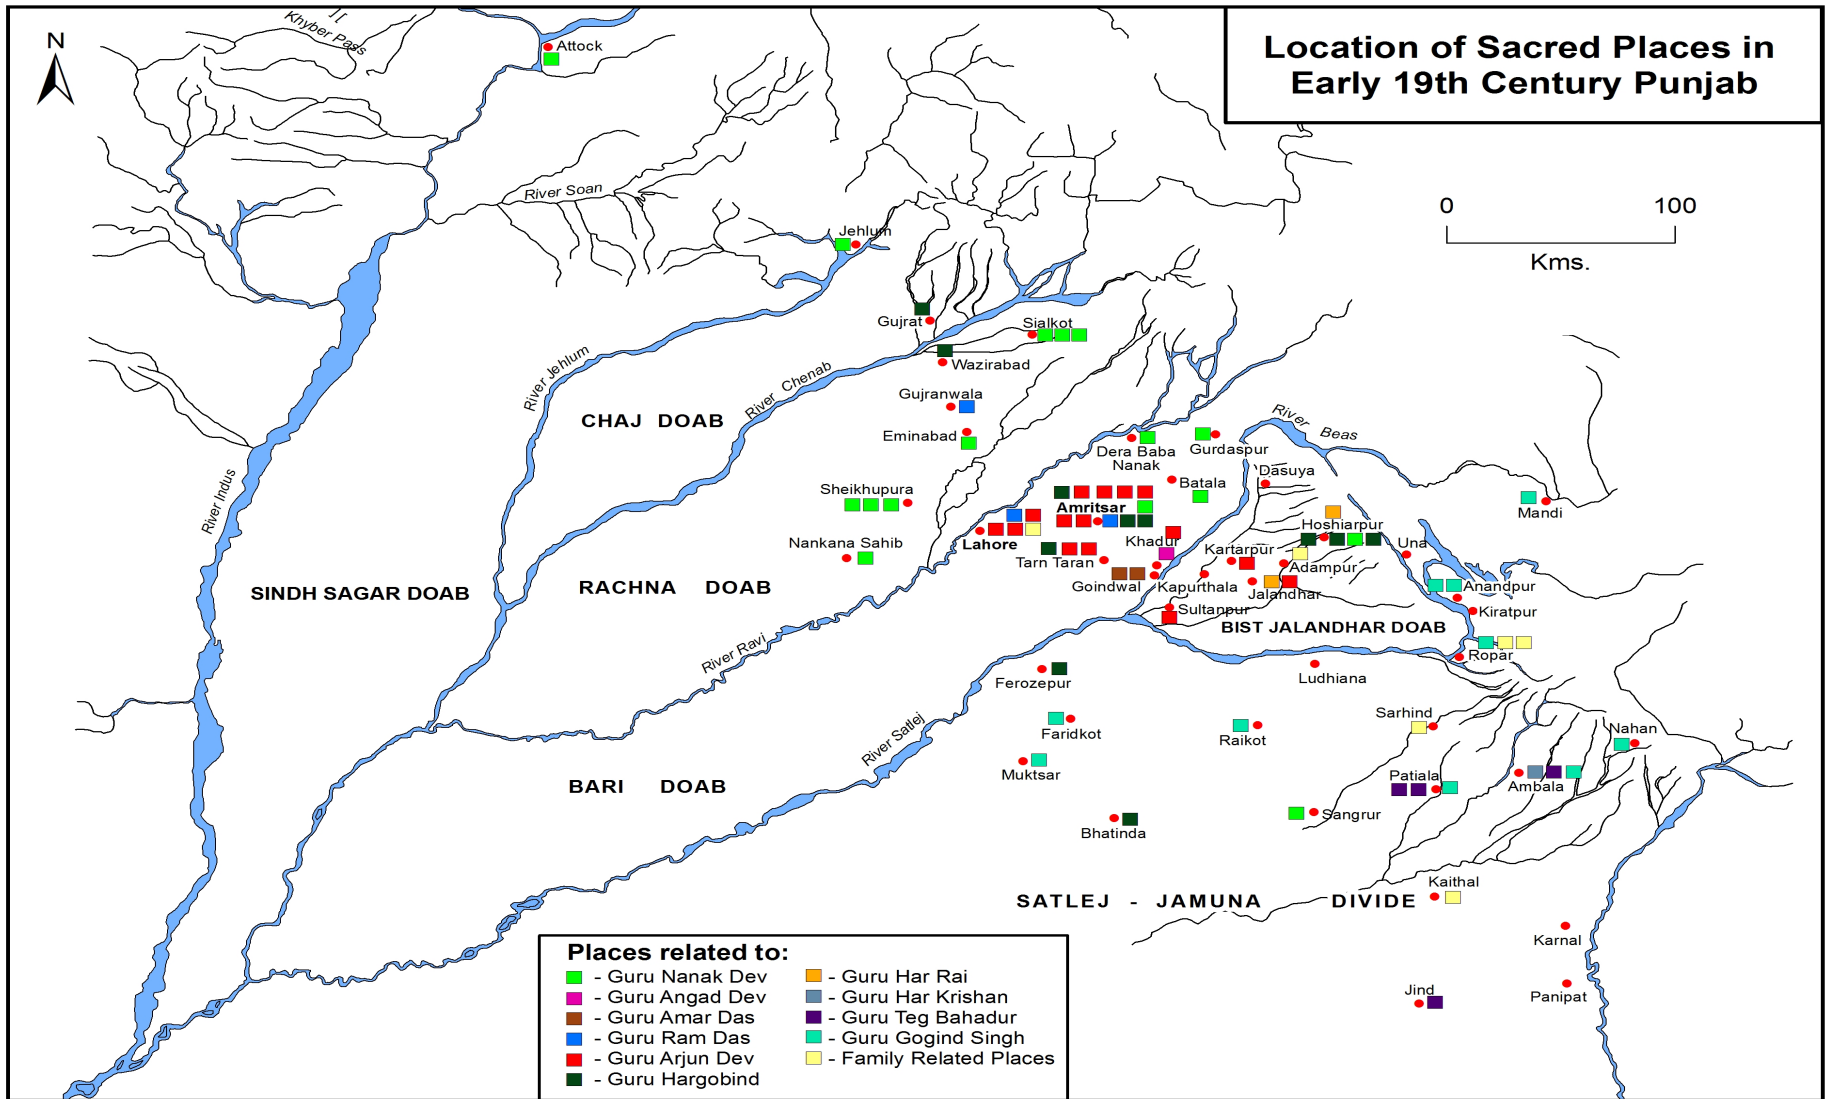 Location of Sacred Places in
Early 19th Century Punjab
N
Khyber Pass
Attock
0 100
Kms.
River Soan
Jehlum
Gujrat
Sialkot
Wazirabad
River Jehlum
River Chenab
Gujranwala
CHAJ DOAB
Eminabad
River Beas
Dera Baba
Nanak
Gurdaspur
Dasuya
Batala
River Indus
Sheikhupura
Amritsar
Mandi
Hoshiarpur
Lahore
Khadur
Nankana Sahib
Una
Kartarpur
Tarn Taran
Adampur
SINDH SAGAR DOAB
RACHNA DOAB
Goindwal
Kapurthala
Jalandhar
Anandpur
Sultanpur
Kiratpur
BIST JALANDHAR DOAB
River Ravi
Ropar
Ferozepur
Ludhiana
Sarhind
River Satlej
Faridkot
Raikot
Nahan
Muktsar
Patiala
BARI DOAB
Ambala
Sangrur
Bhatinda
Kaithal
SATLEJ - JAMUNA DIVIDE
Karnal
Jind
Panipat
Places related to:
- Guru Nanak Dev
- Guru Angad Dev
- Guru Amar Das
- Guru Ram Das
- Guru Arjun Dev
- Guru Hargobind
- Guru Har Rai
- Guru Har Krishan
- Guru Teg Bahadur
- Guru Gogind Singh
- Family Related Places